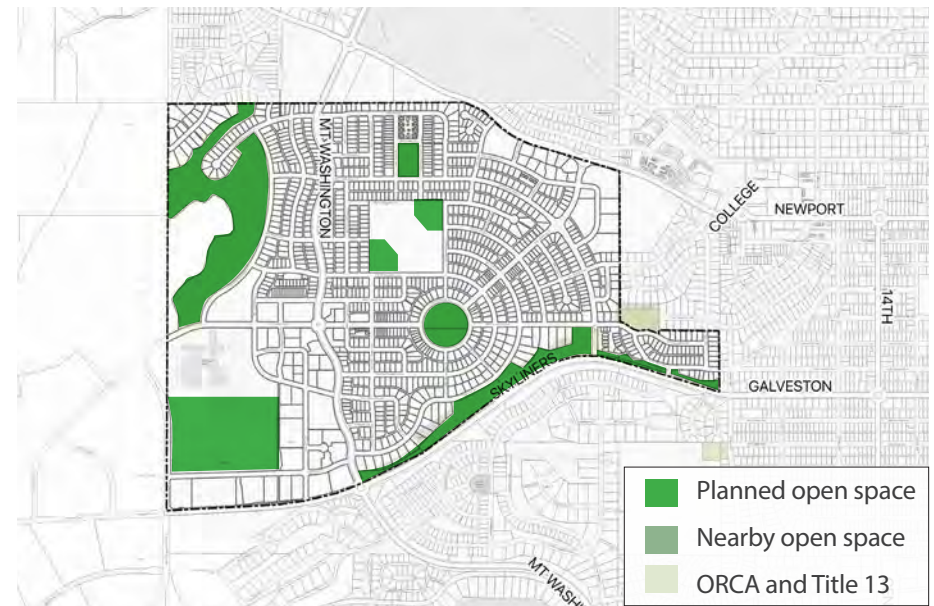 MT WASHINGTON
COLLEGE
NEWPORT
14TH
SKYLINERS
GALVESTON
MT WASH
Planned open space
Nearby open space
ORCA and Title 13